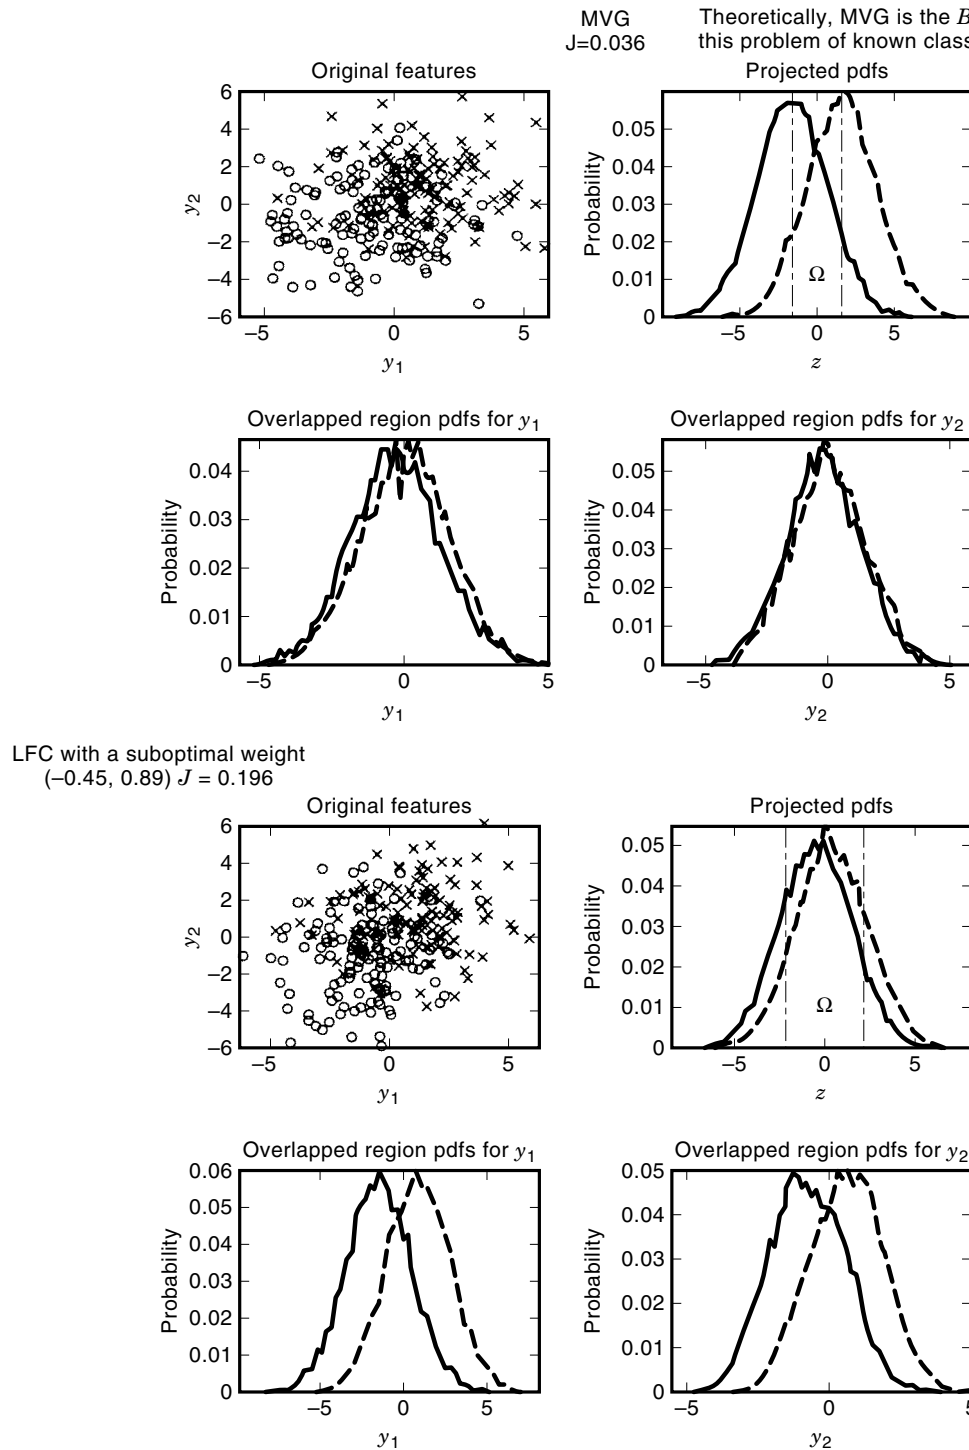 MVG
J=0.036
Theoretically, MVG is the B
this problem of known class
Original features
6
4
2
0
−2
−4
−6
−5
0
5
y2
y1
Projected pdfs
0.05
0.04
0.03
0.02
0.01
0
−5
0
5
Probability
Ω
z
Overlapped region pdfs for y1
0.04
0.03
0.02
0.01
0
−5
0
5
Probability
y1
Overlapped region pdfs for y2
0.05
0.04
0.03
0.02
0.01
0
−5
0
5
Probability
y2
LFC with a suboptimal weight
(−0.45, 0.89) J = 0.196
Original features
6
4
2
0
−2
−4
−6
−5
0
5
y2
y1
Projected pdfs
0.05
0.04
0.03
0.02
0.01
0
−5
0
5
Probability
Ω
z
Overlapped region pdfs for y1
0.06
0.05
0.04
0.03
0.02
0.01
0
−5
0
5
Probability
y1
Overlapped region pdfs for y2
0.05
0.04
0.03
0.02
0.01
0
−5
0
5
Probability
y2